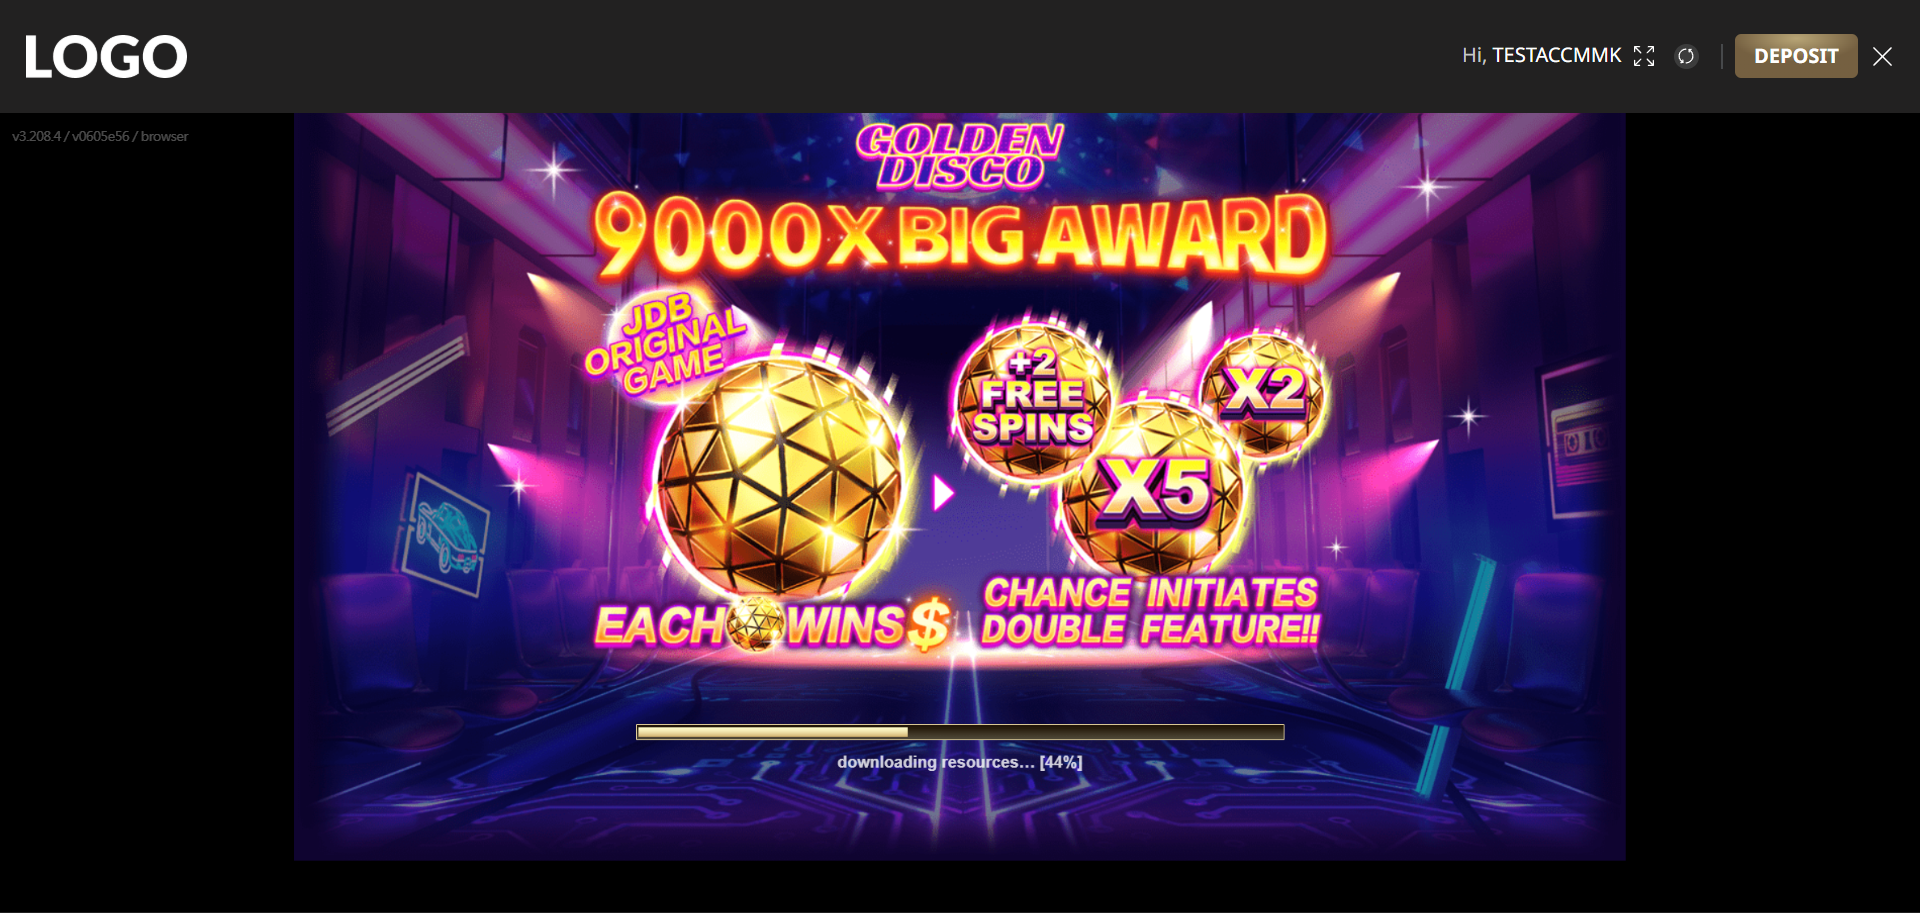 LOGO
Hi, TESTACCMMK
DEPOSIT
v3.208.4 / v0605e56 / browser
GOLDEN
DISCO
9000X BIG AWARD
JDB
ORIGINAL
GAME
+2
FREE
SPINS
X2
X5
EACH WINS $
CHANCE INITIATES
DOUBLE FEATURE!!
downloading resources... [44%]